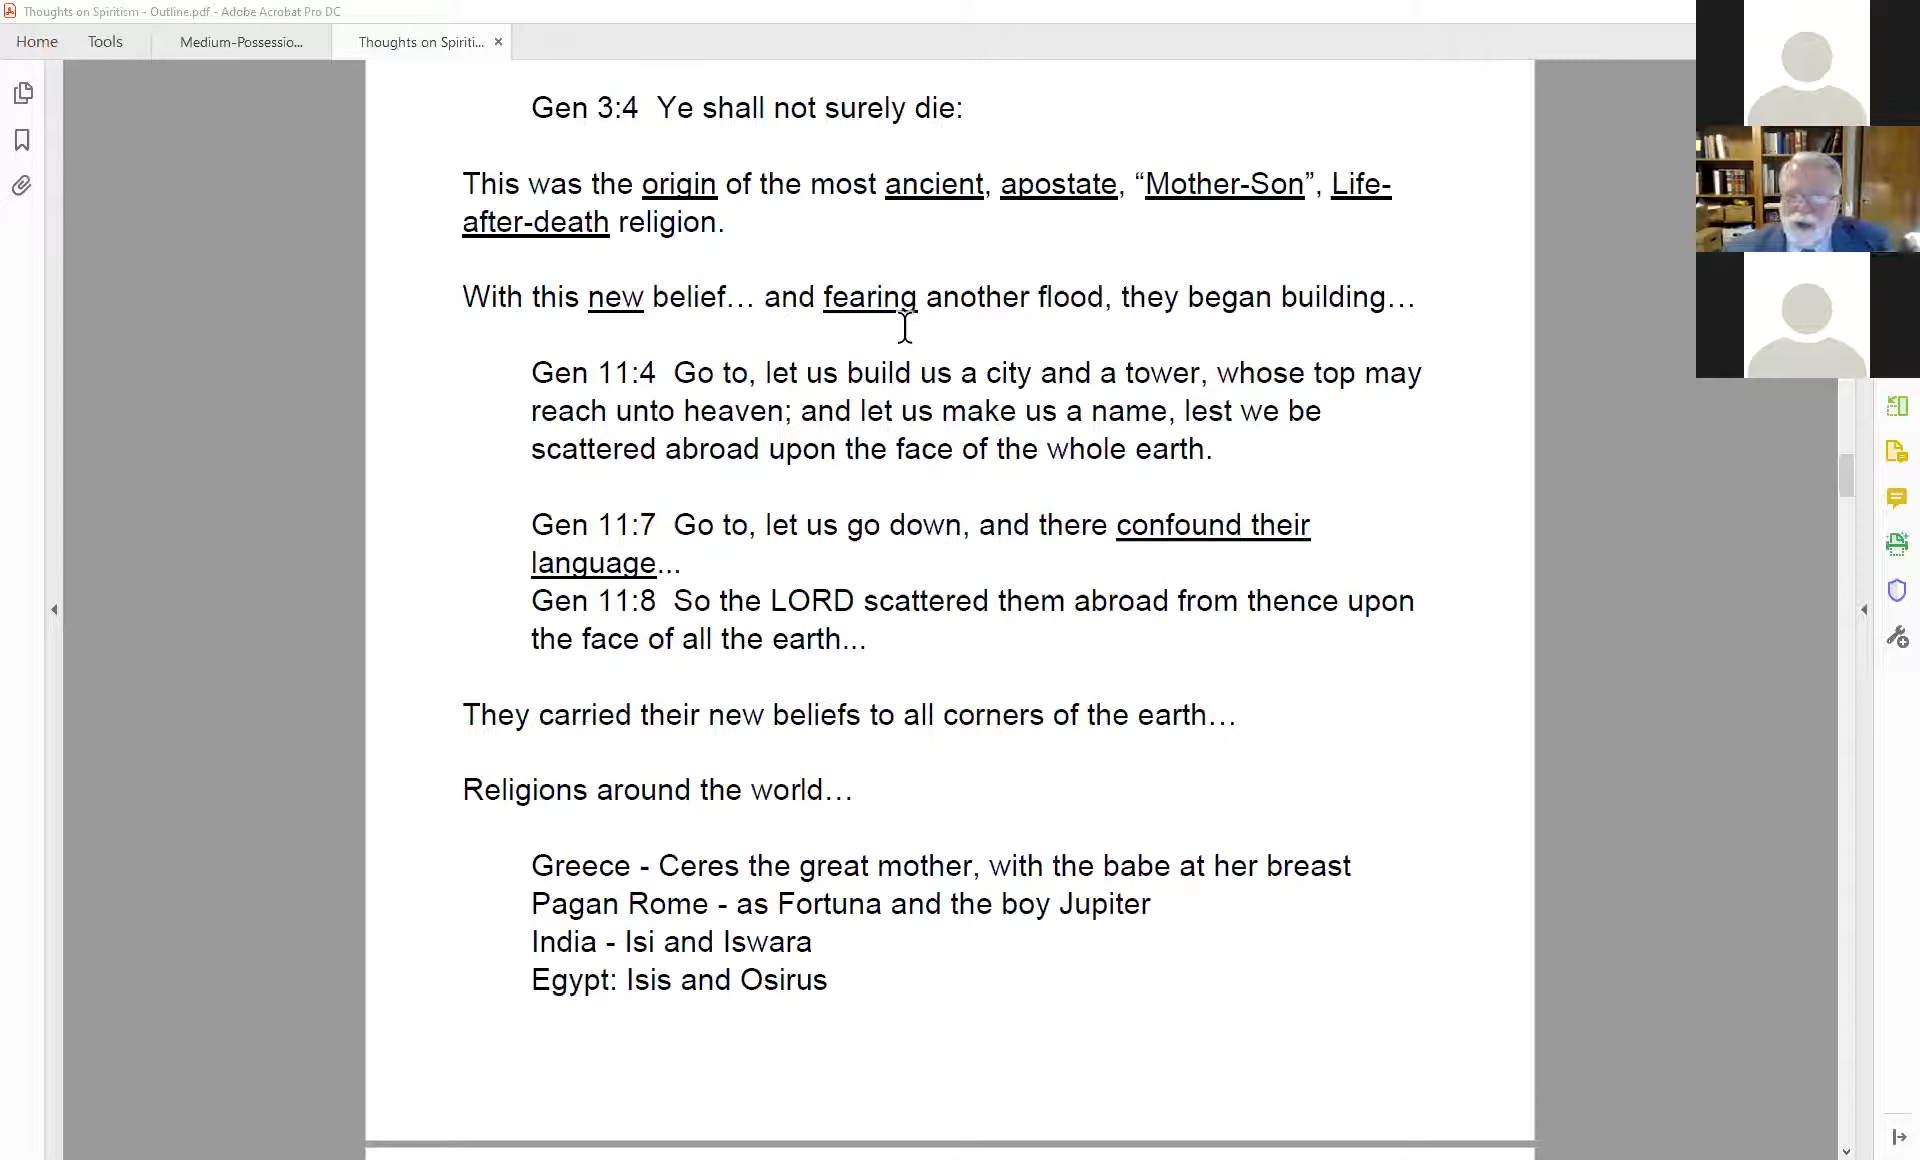 Thoughts on Spiritism - Outline.pdf - Adobe Acrobat Pro DC
Home Tools Medium-Possessio... Thoughts on Spiriti... ×
Gen 3:4 Ye shall not surely die:
This was the origin of the most ancient, apostate, “Mother-Son”, Life-
after-death religion.
With this new belief… and fearing another flood, they began building…
Gen 11:4 Go to, let us build us a city and a tower, whose top may
reach unto heaven; and let us make us a name, lest we be
scattered abroad upon the face of the whole earth.
Gen 11:7 Go to, let us go down, and there confound their
language...
Gen 11:8 So the LORD scattered them abroad from thence upon
the face of all the earth...
They carried their new beliefs to all corners of the earth…
Religions around the world…
Greece - Ceres the great mother, with the babe at her breast
Pagan Rome - as Fortuna and the boy Jupiter
India - Isi and Iswara
Egypt: Isis and Osirus